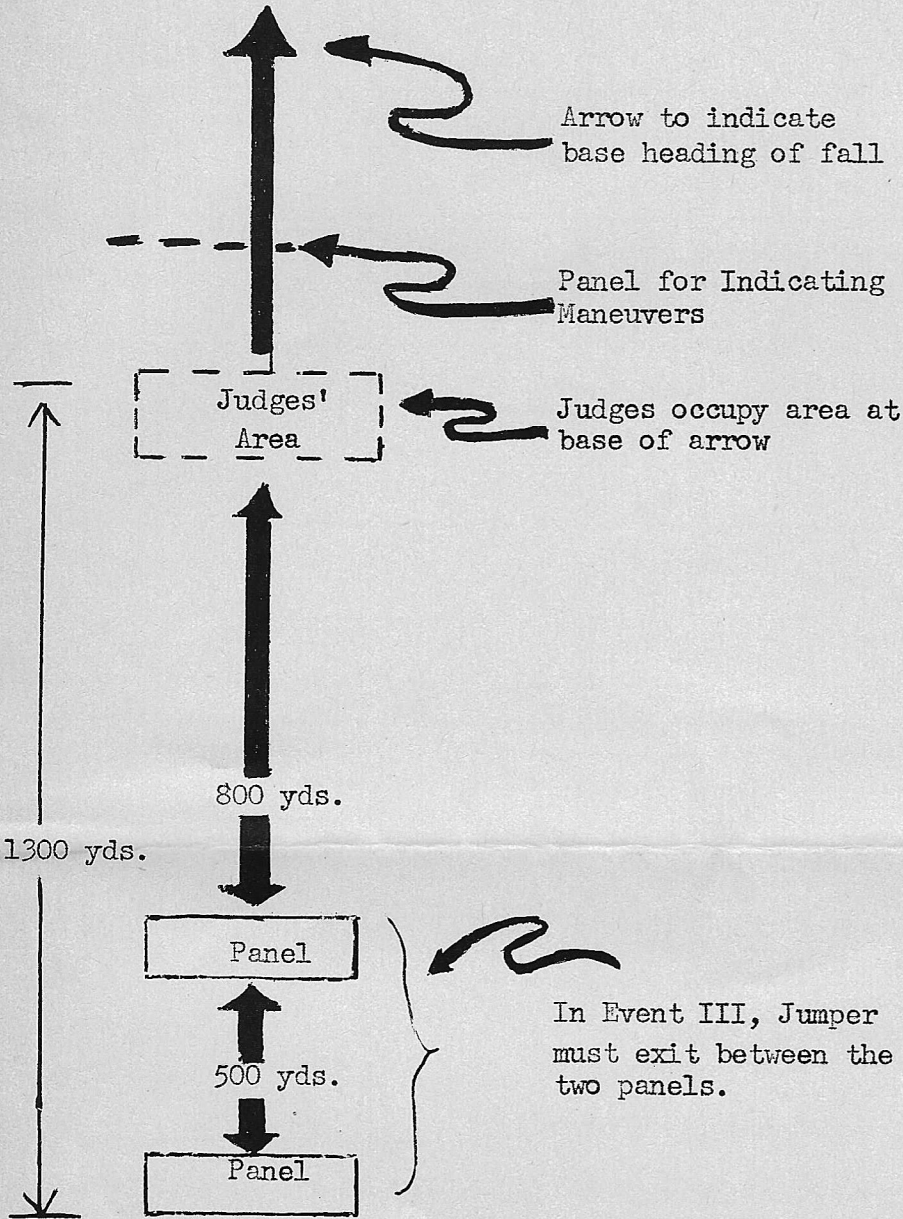 Arrow to indicate
base heading of fall
Panel for Indicating
Maneuvers
Judges'
Area
Judges occupy area at
base of arrow
800 yds.
1300 yds.
Panel
500 yds.
In Event III, Jumper
must exit between the
two panels.
Panel